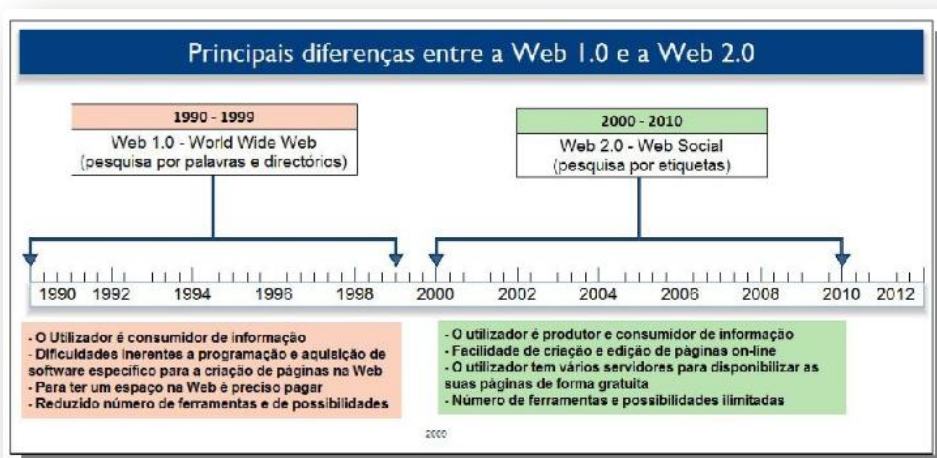 Principais diferenças entre a Web 1.0 e a Web 2.0
1990 - 1999
Web 1.0 - World Wide Web
(pesquisa por palavras e directórios)
2000 - 2010
Web 2.0 - Web Social
(pesquisa por etiquetas)
1990 1992 1994 1996 1998 2000 2002 2004 2006 2008 2010 2012
- O Utilizador é consumidor de informação
- Dificuldades inerentes a programação e aquisição de
software especifico para a criação de páginas na Web
- Para ter um espaço na Web é preciso pagar
- Reduzido número de ferramentas e de possibilidades
- O utilizador é produtor e consumidor de informação
- Facilidade de criação e edição de pàginas on-line
- O utilizador tem vários servidores para disponibilizar as
suas páginas de forma gratuita
- Número de ferramentas e possibilidades ilimitadas